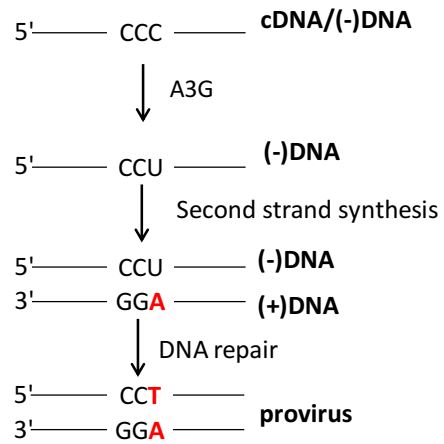 5' CCC cDNA/(-)DNA
A3G
5' CCU (-)DNA
Second strand synthesis
5' CCU (-)DNA
3' GGA (+)DNA
DNA repair
5' CCT
provirus
3' GGA